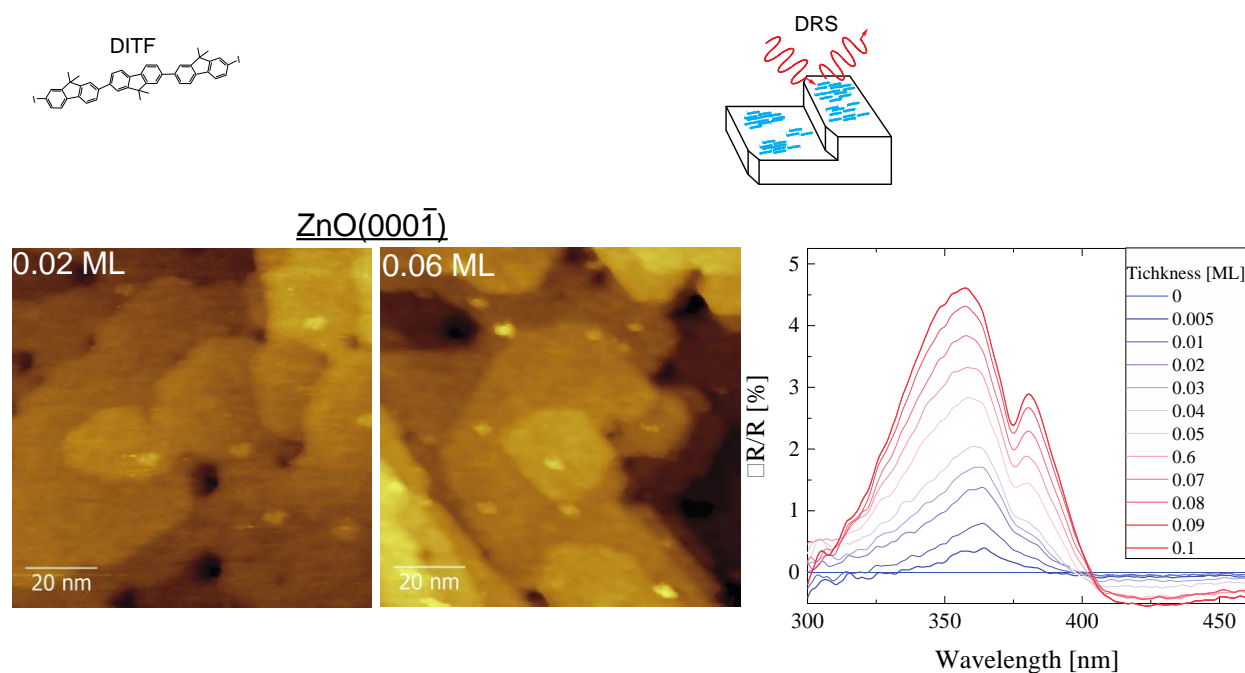 DITF
DRS
I
I
ZnO(0001̄)
0.02 ML
20 nm
0.06 ML
20 nm
□R/R [%]
5
4
3
2
1
0
300
350
400
450
Wavelength [nm]
Tichkness [ML]
0
0.005
0.01
0.02
0.03
0.04
0.05
0.6
0.07
0.08
0.09
0.1